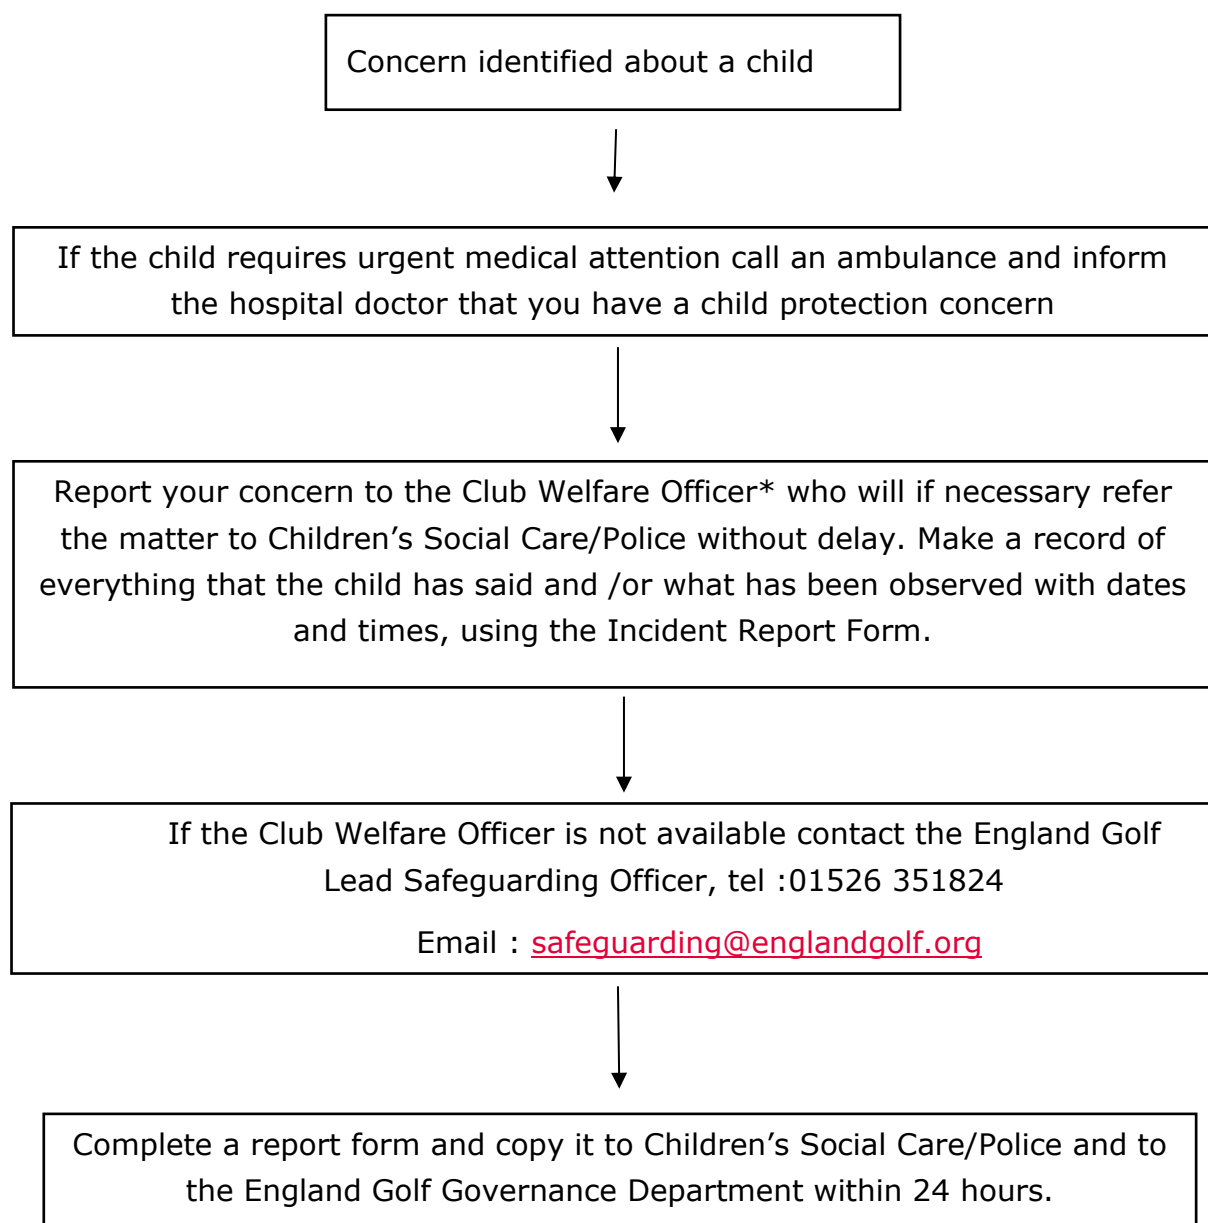 Concern identified about a child
If the child requires urgent medical attention call an ambulance and inform
the hospital doctor that you have a child protection concern
Report your concern to the Club Welfare Officer* who will if necessary refer
the matter to Children’s Social Care/Police without delay. Make a record of
everything that the child has said and /or what has been observed with dates
and times, using the Incident Report Form.
If the Club Welfare Officer is not available contact the England Golf
Lead Safeguarding Officer, tel :01526 351824
Email : safeguarding@englandgolf.org
Complete a report form and copy it to Children’s Social Care/Police and to
the England Golf Governance Department within 24 hours.